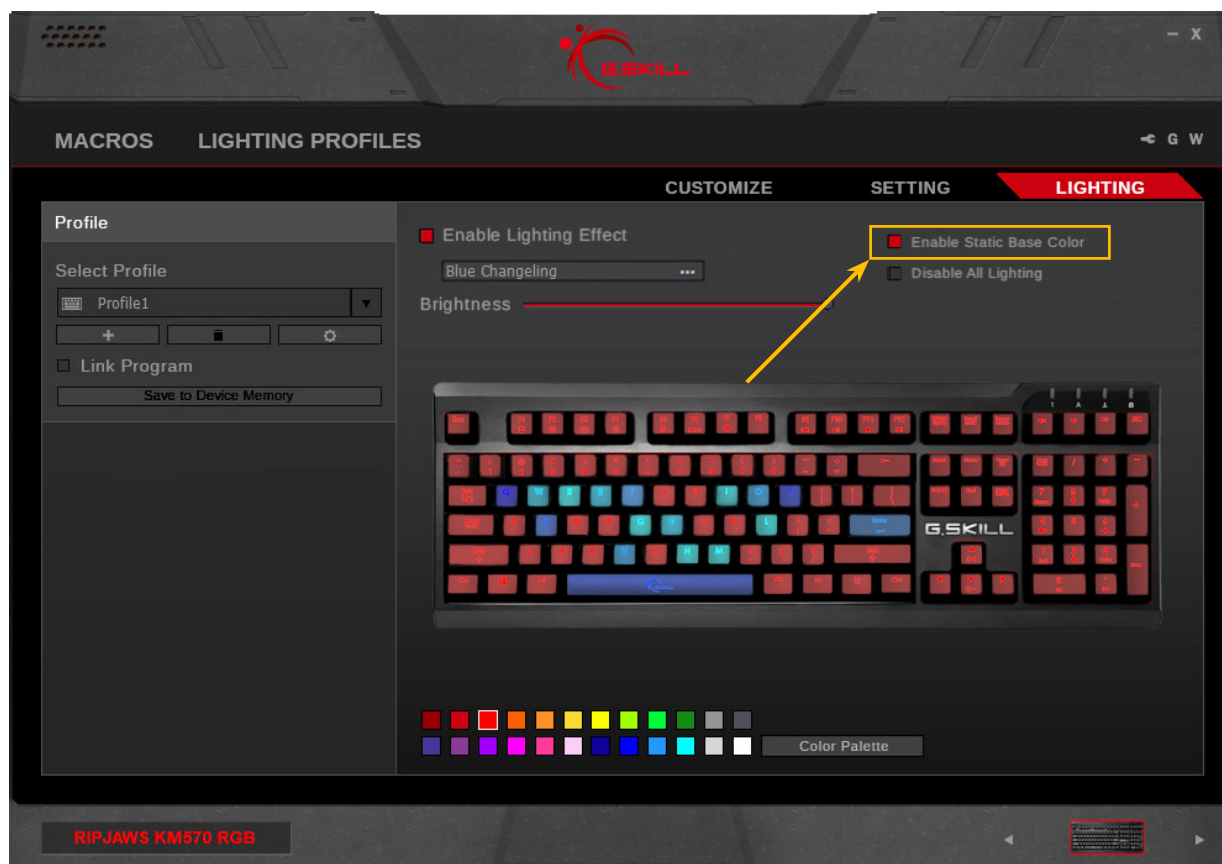 G.SKILL
– X
MACROS LIGHTING PROFILES
G W
CUSTOMIZE SETTING LIGHTING
Profile
Enable Lighting Effect
Enable Static Base Color
Select Profile
Blue Changeling •••
Disable All Lighting
Profile1
Brightness
+
Link Program
Save to Device Memory
G.SKILL
Color Palette
RIPJAWS KM570 RGB